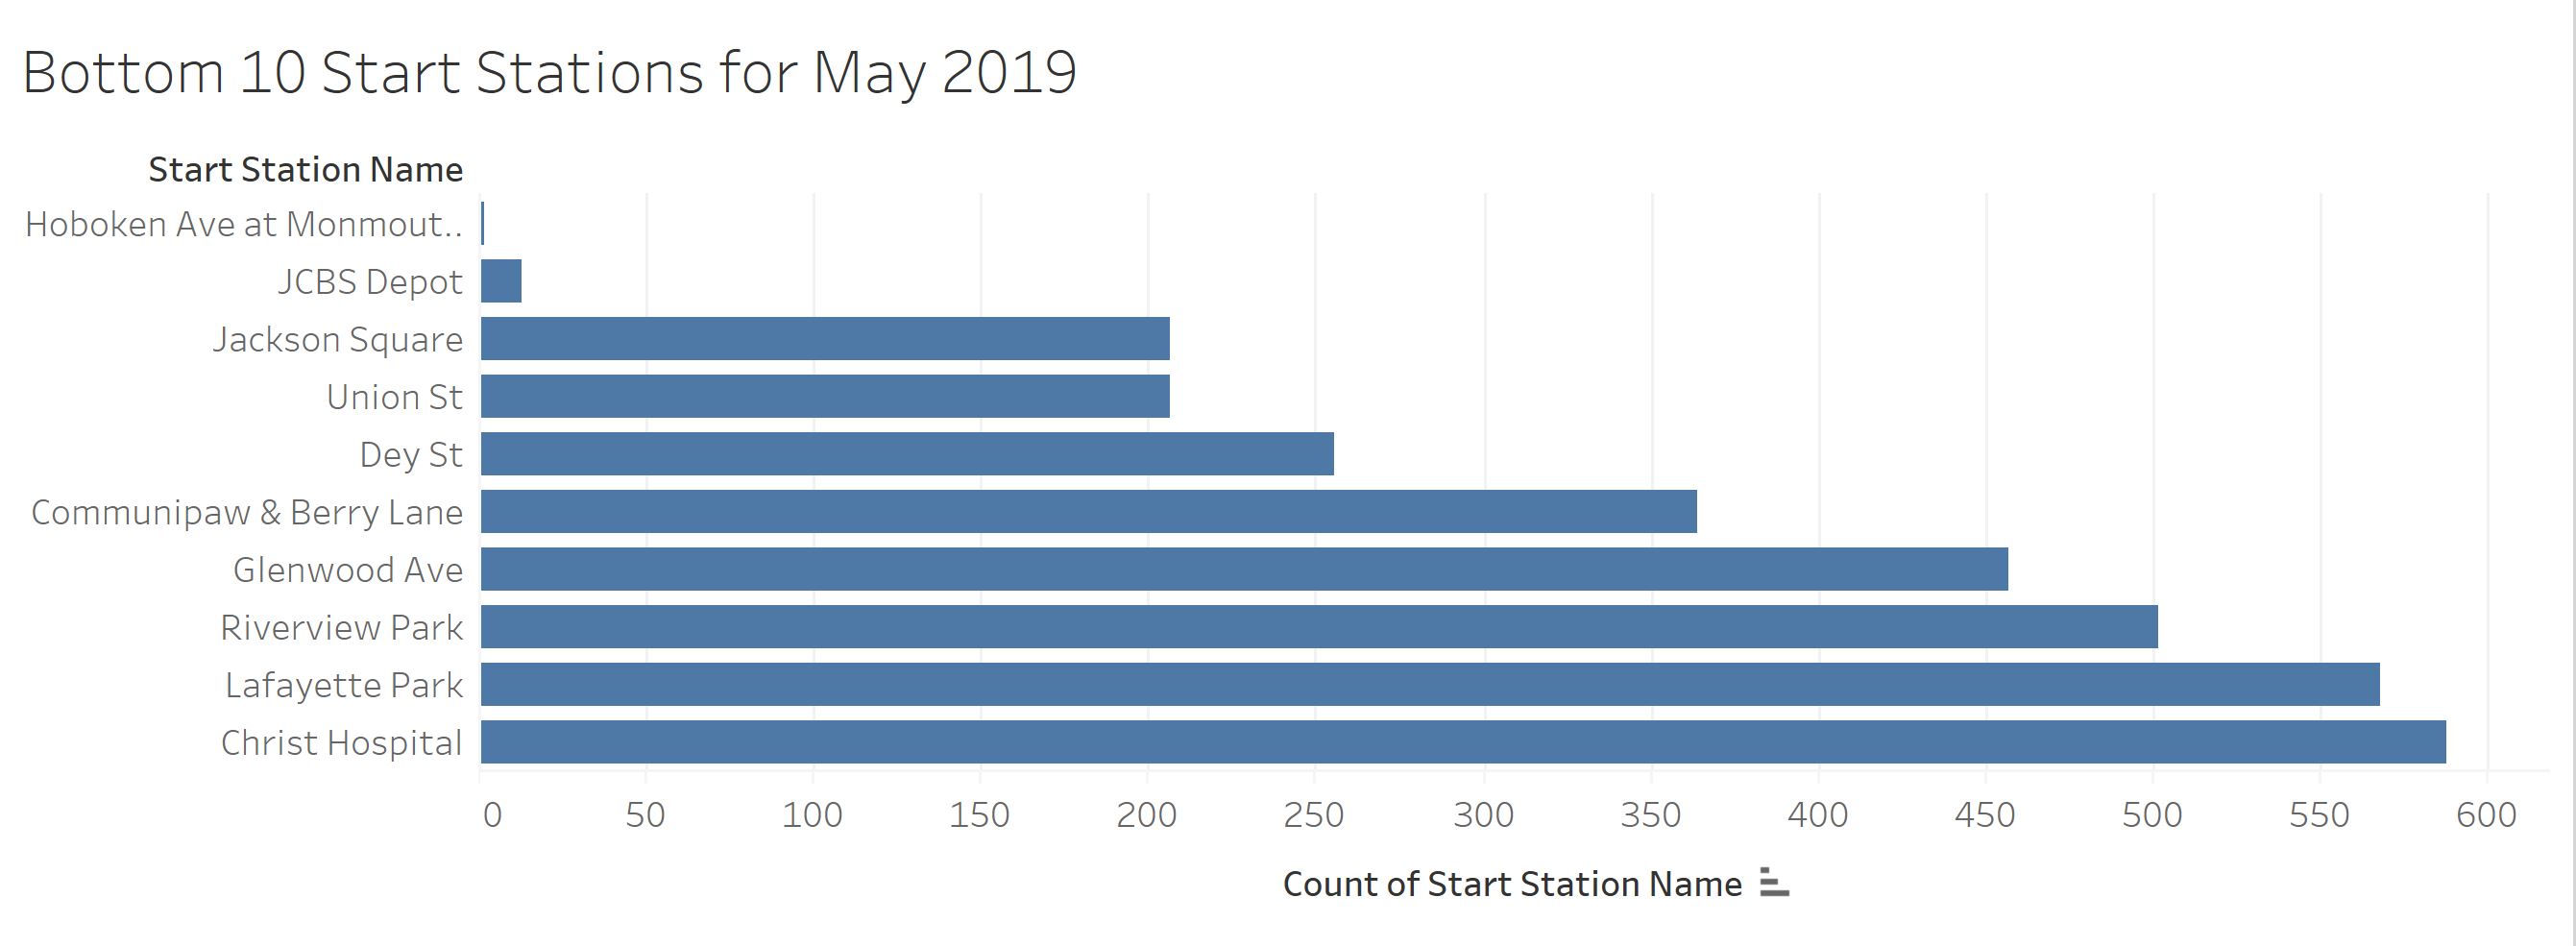 Bottom 10 Start Stations for May 2019
Start Station Name
Hoboken Ave at Monmout..
JCBS Depot
Jackson Square
Union St
Dey St
Communipaw & Berry Lane
Glenwood Ave
Riverview Park
Lafayette Park
Christ Hospital
0 50 100 150 200 250 300 350 400 450 500 550 600
Count of Start Station Name